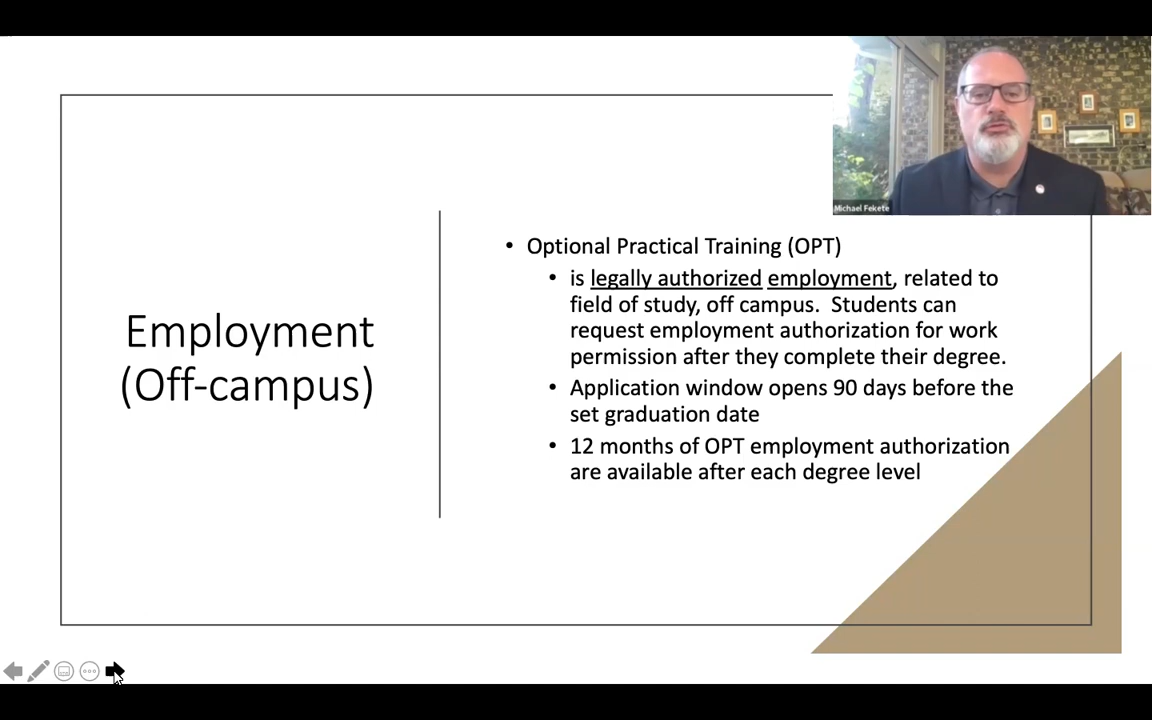 Michael Fekete
Employment
(Off-campus)
• Optional Practical Training (OPT)
• is legally authorized employment, related to
field of study, off campus.  Students can
request employment authorization for work
permission after they complete their degree.
• Application window opens 90 days before the
set graduation date
• 12 months of OPT employment authorization
are available after each degree level